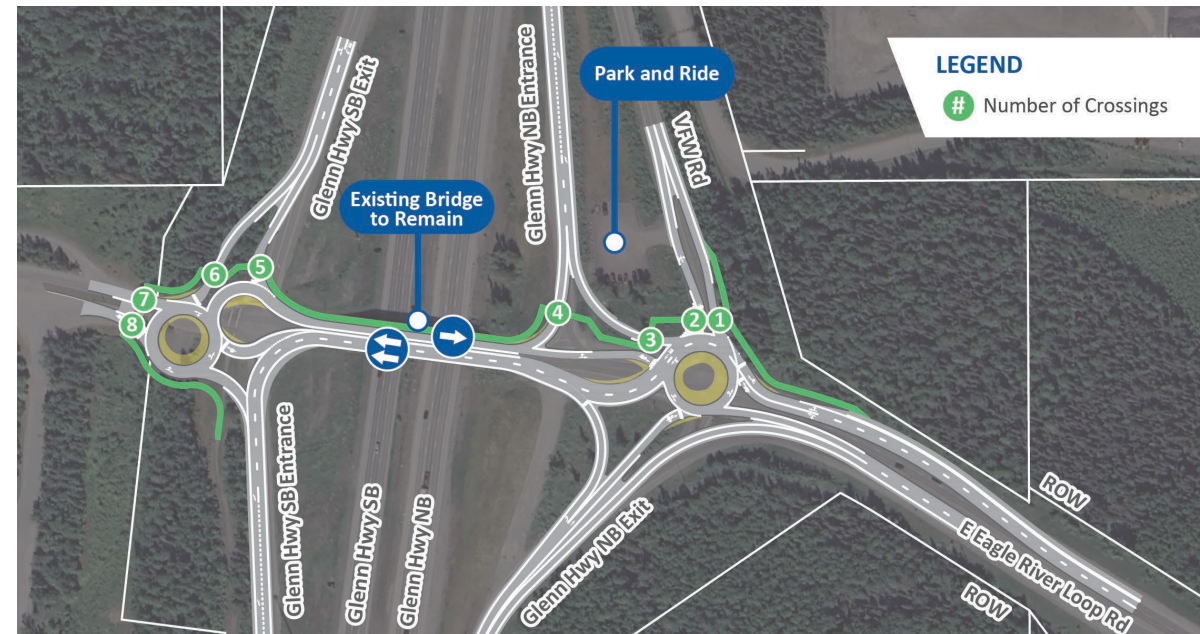 LEGEND
# Number of Crossings
Park and Ride
Existing Bridge
to Remain
Glenn Hwy SB Exit
Glenn Hwy NB Entrance
VFW Rd
6
5
7
8
4
3
2
1
Glenn Hwy SB Entrance
Glenn Hwy SB
Glenn Hwy NB
Glenn Hwy NB Exit
E Eagle River Loop Rd
ROW
ROW